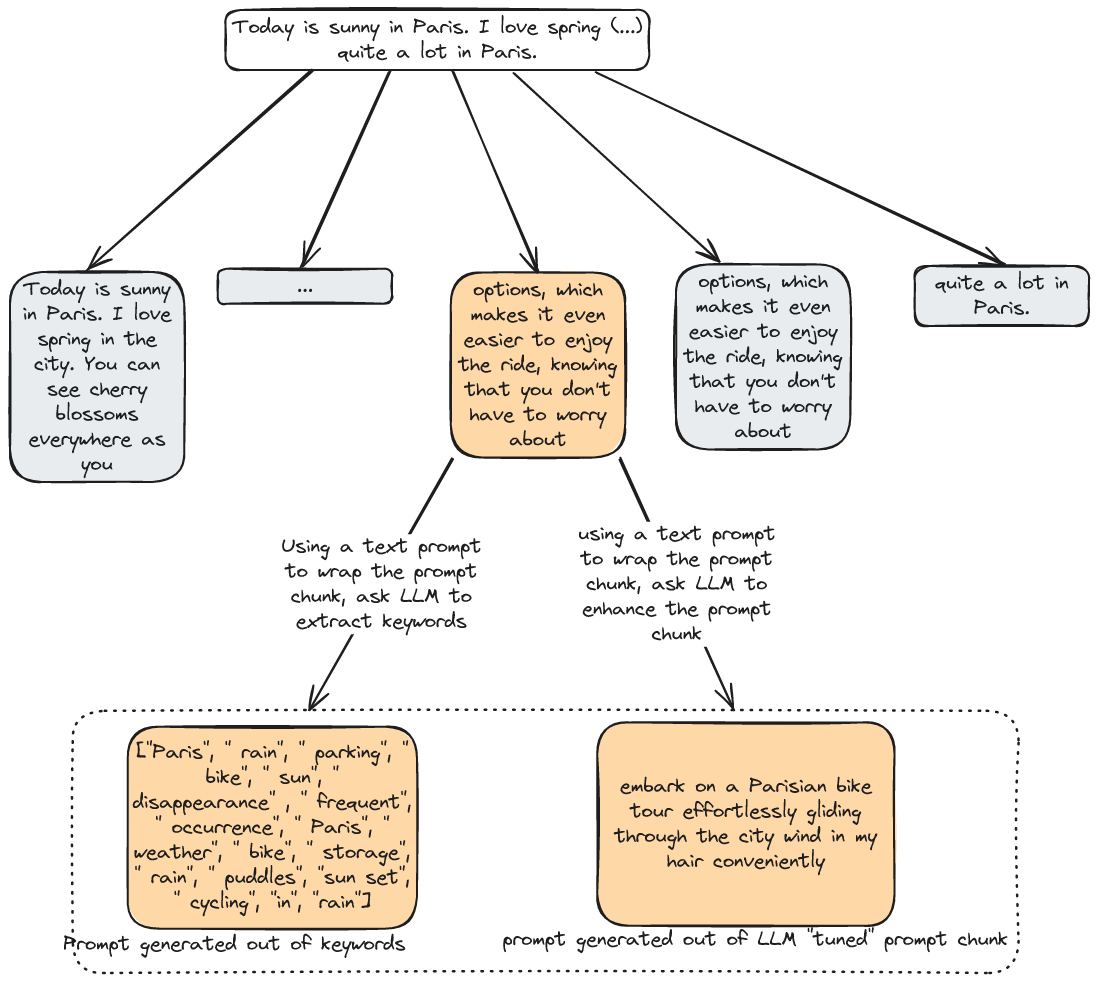 Today is sunny in Paris. I love spring (...)
quite a lot in Paris.
Today is sunny
in Paris. I love
spring in the
city. You can
see cherry
blossoms
everywhere as
you
...
options, which
makes it even
easier to enjoy
the ride, knowing
that you don't
have to worry
about
options, which
makes it even
easier to enjoy
the ride, knowing
that you don't
have to worry
about
quite a lot in
Paris.
Using a text prompt
to wrap the prompt
chunk, ask LLM to
extract keywords
using a text prompt
to wrap the prompt
chunk, ask LLM to
enhance the prompt
chunk
["Paris", " rain", " parking", "
bike", " sun", "
disappearance" , " frequent",
" occurrence", " Paris", "
weather", " bike", " storage",
" rain", " puddles", "sun set",
" cycling", "in", "rain"]
Prompt generated out of keywords
embark on a Parisian bike
tour effortlessly gliding
through the city wind in my
hair conveniently
prompt generated out of LLM "tuned" prompt chunk